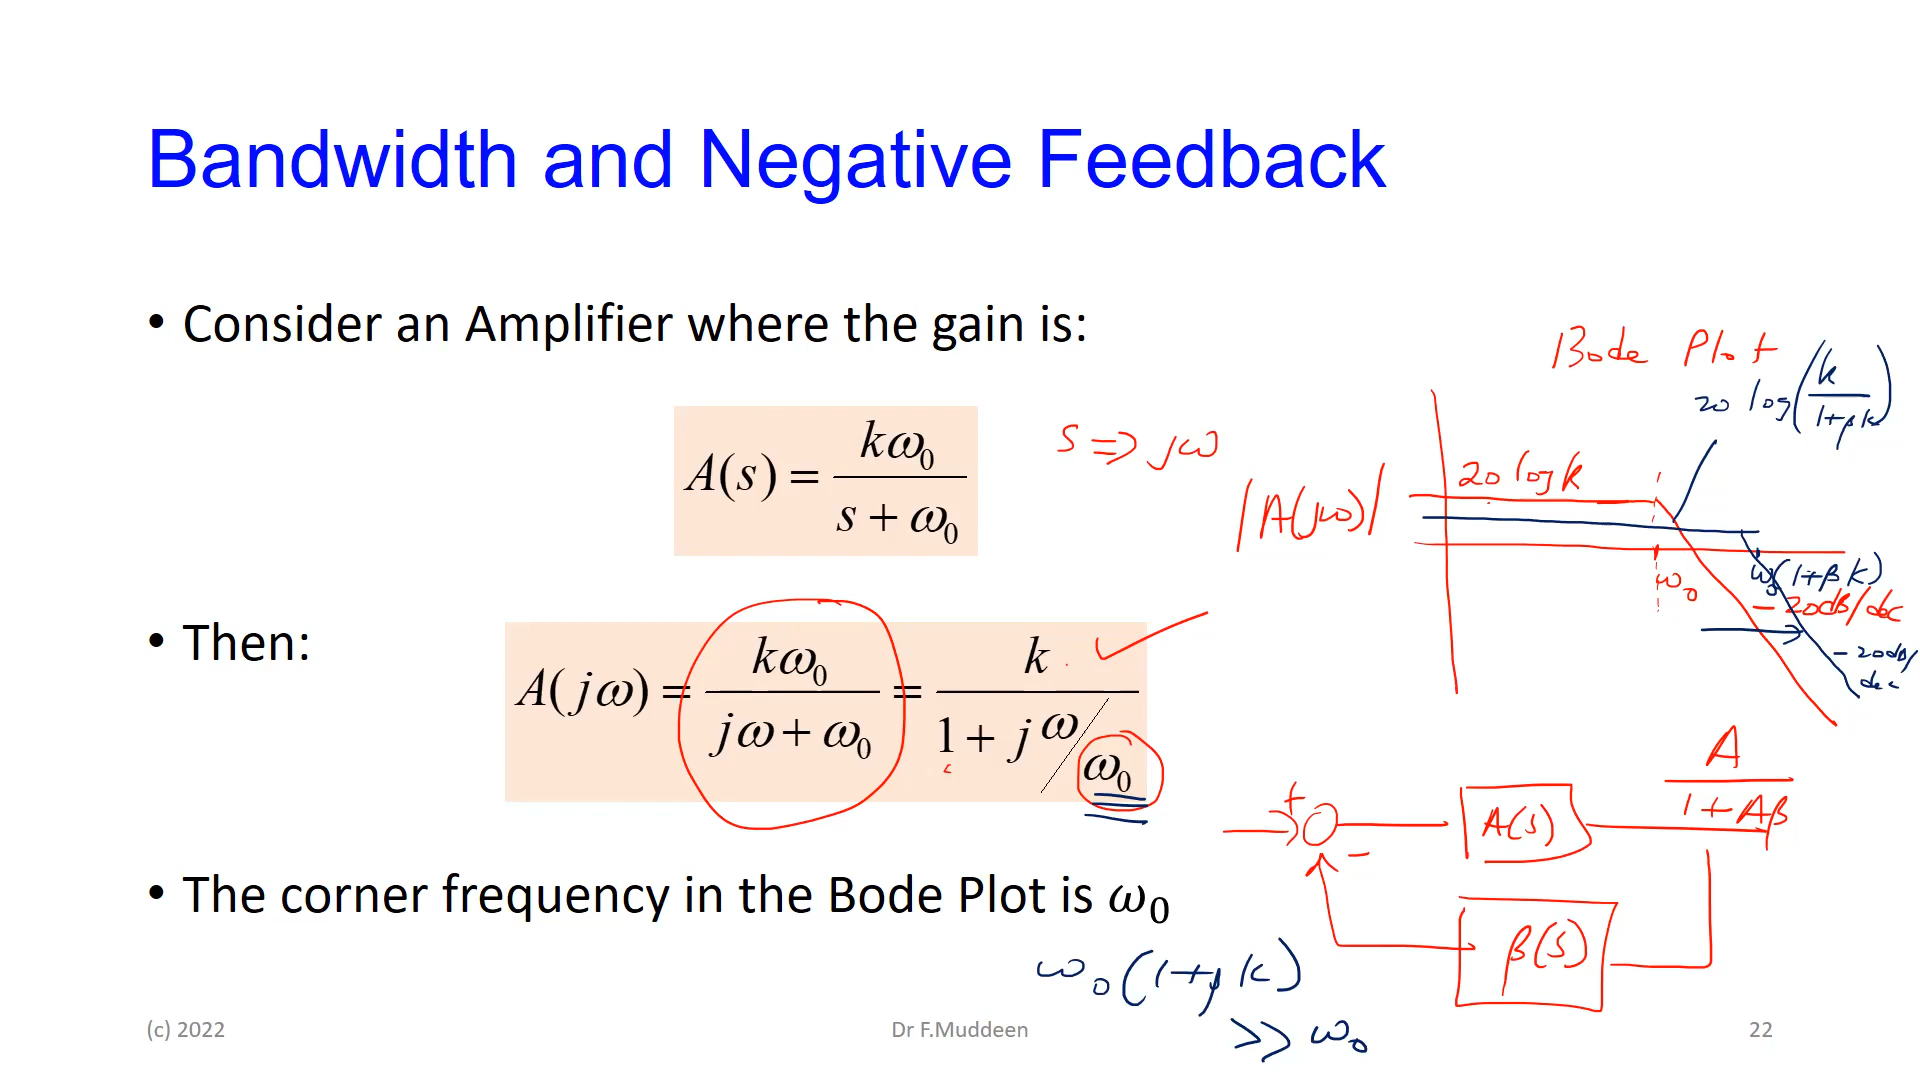 Bandwidth and Negative Feedback
• Consider an Amplifier where the gain is:
A(s) = kω₀ / (s + ω₀)
s ⇒ jω
Bode Plot
20 log(k / (1+βk))
|A(jω)|
20 log k
ω₀
ω₀(1+βk)
-20dB/dec
-20dB/
dec
• Then:
A(jω) = kω₀ / (jω + ω₀) = k / (1 + j ω/ω₀)
A / (1+Aβ)
+
-
A(s)
β(s)
• The corner frequency in the Bode Plot is ω₀
ω₀(1+βk)
>> ω₀
(c) 2022
Dr F.Muddeen
22